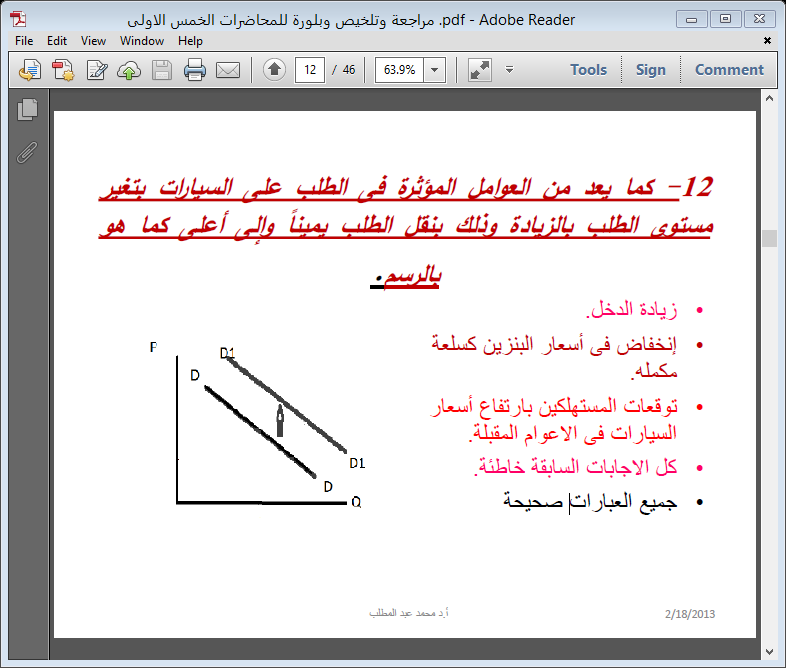 مراجعة وتلخيص وبلورة للمحاضرات الخمس الاولى .pdf - Adobe Reader
File Edit View Window Help
12 / 46 63.9% Tools Sign Comment
12- كما يعد من العوامل المؤثرة فى الطلب على السيارات بتغير
مستوى الطلب بالزيادة وذلك بنقل الطلب يميناً وإلى أعلى كما هو
بالرسم.
• زيادة الدخل.
• إنخفاض فى أسعار البنزين كسلعة
مكمله.
• توقعات المستهلكين بارتفاع أسعار
السيارات فى الاعوام المقبلة.
• كل الاجابات السابقة خاطئة.
• جميع العبارات صحيحة
P
D1
D
D1
D
Q
أ.د محمد عبد المطلب
2/18/2013